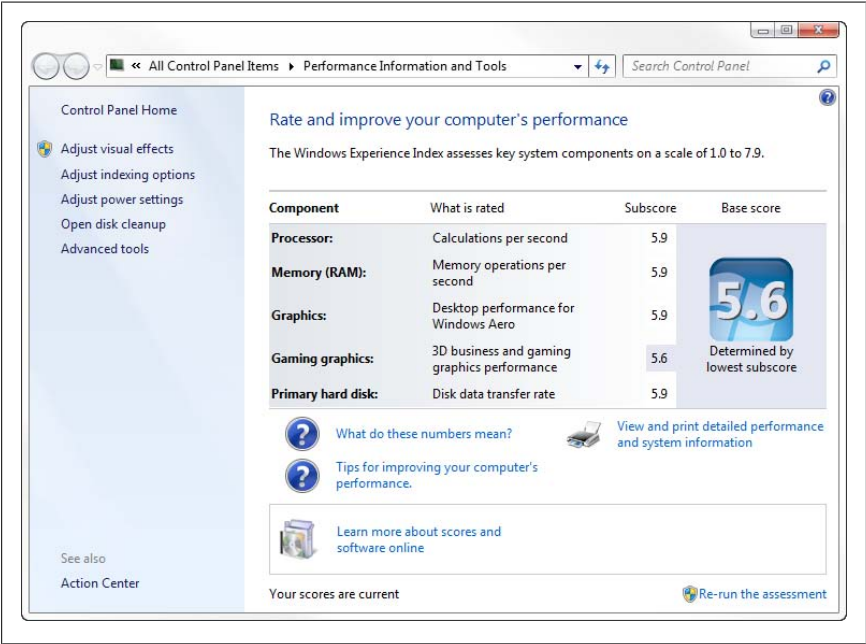 « All Control Panel Items ▸ Performance Information and Tools
Search Control Panel
Control Panel Home
Adjust visual effects
Adjust indexing options
Adjust power settings
Open disk cleanup
Advanced tools
See also
Action Center
Rate and improve your computer's performance
The Windows Experience Index assesses key system components on a scale of 1.0 to 7.9.
Component What is rated Subscore Base score
Processor: Calculations per second 5.9
Memory (RAM): Memory operations per
second 5.9
Graphics: Desktop performance for
Windows Aero 5.9
Gaming graphics: 3D business and gaming
graphics performance 5.6
Primary hard disk: Disk data transfer rate 5.9
5.6
Determined by
lowest subscore
What do these numbers mean?
View and print detailed performance
and system information
Tips for improving your computer's
performance.
Learn more about scores and
software online
Your scores are current
Re-run the assessment